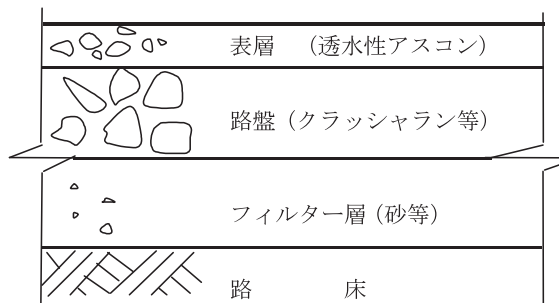 表層　（透水性アスコン）
路盤（クラッシャラン等）
フィルター層（砂等）
路　　　　床